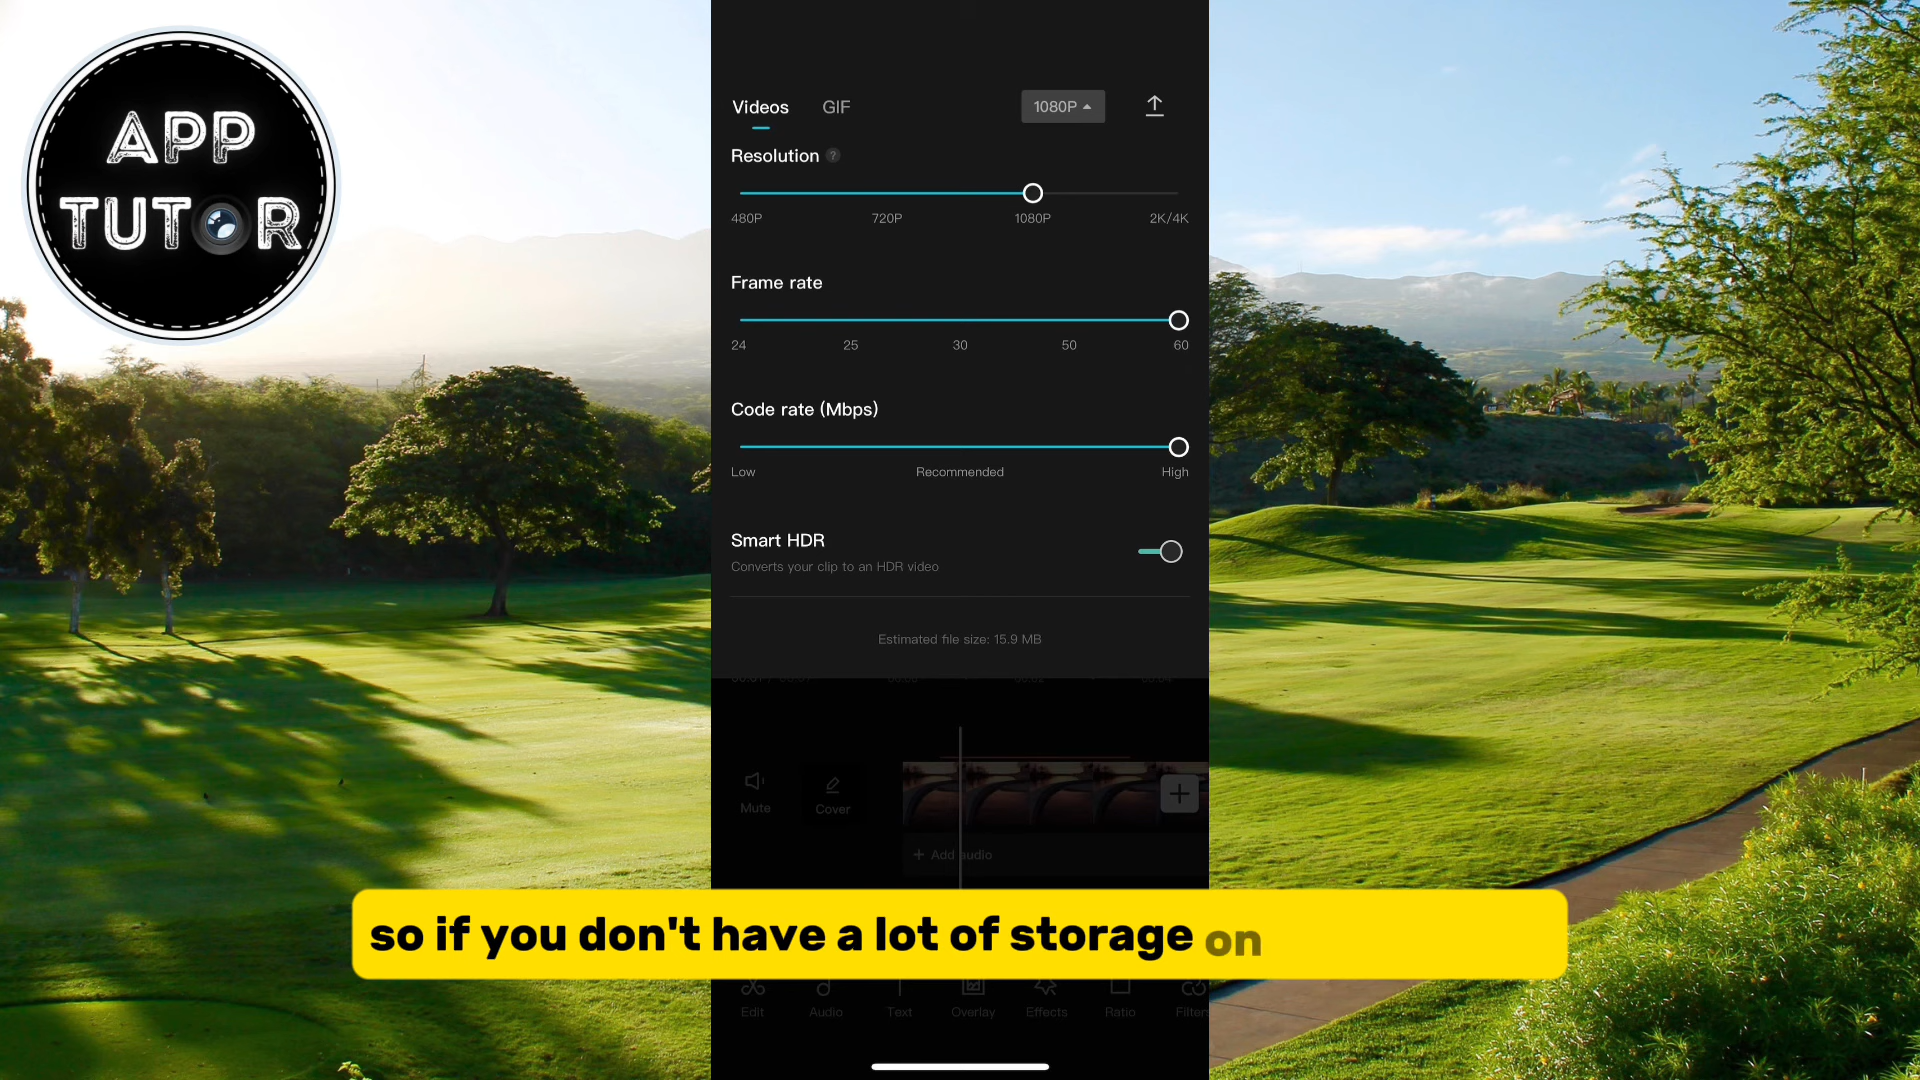 APP
TUTOR
Videos GIF 1080P
Resolution ?
480P 720P 1080P 2K/4K
Frame rate
24 25 30 50 60
Code rate (Mbps)
Low Recommended High
Smart HDR
Converts your clip to an HDR video
Estimated file size: 15.9 MB
Mute Cover
+ Add audio
so if you don't have a lot of storage on
Edit Audio Text Overlay Effects Ratio Filters